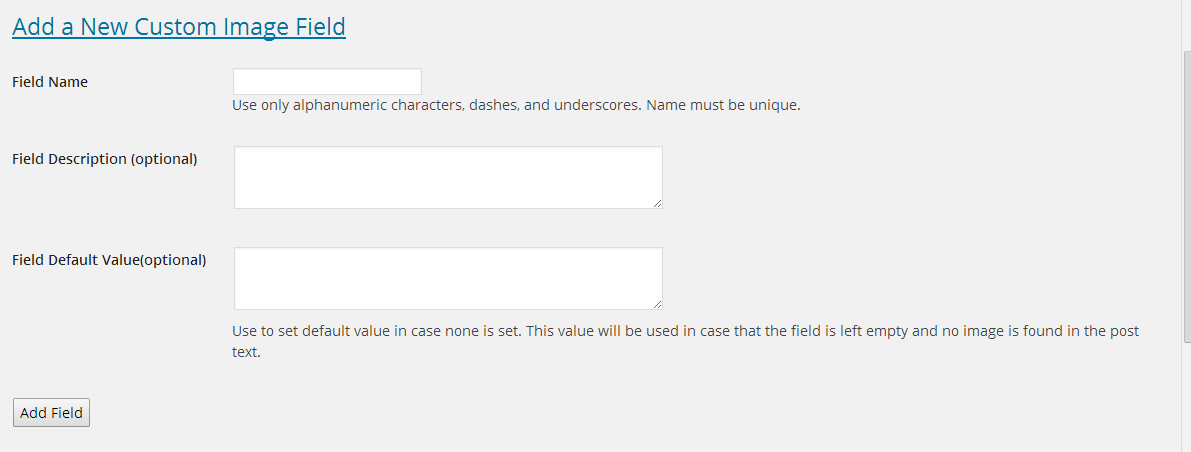 Add a New Custom Image Field
Field Name
Use only alphanumeric characters, dashes, and underscores. Name must be unique.
Field Description (optional)
Field Default Value(optional)
Use to set default value in case none is set. This value will be used in case that the field is left empty and no image is found in the post
text.
Add Field